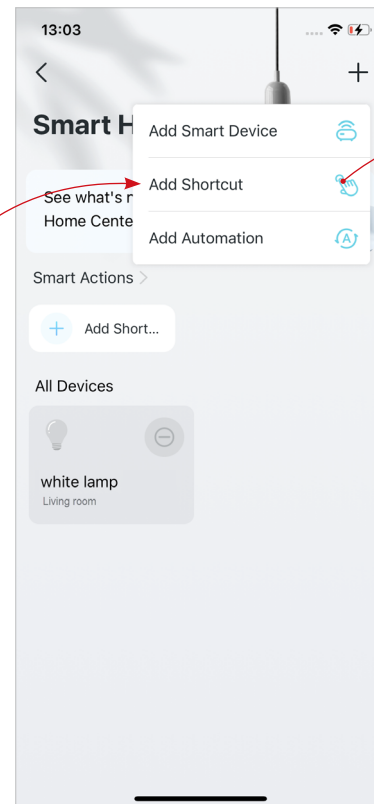 13:03
Smart H
Add Smart Device
Add Shortcut
Add Automation
A
See what's n
Home Cente
Smart Actions
Add Short...
All Devices
white lamp
Living room